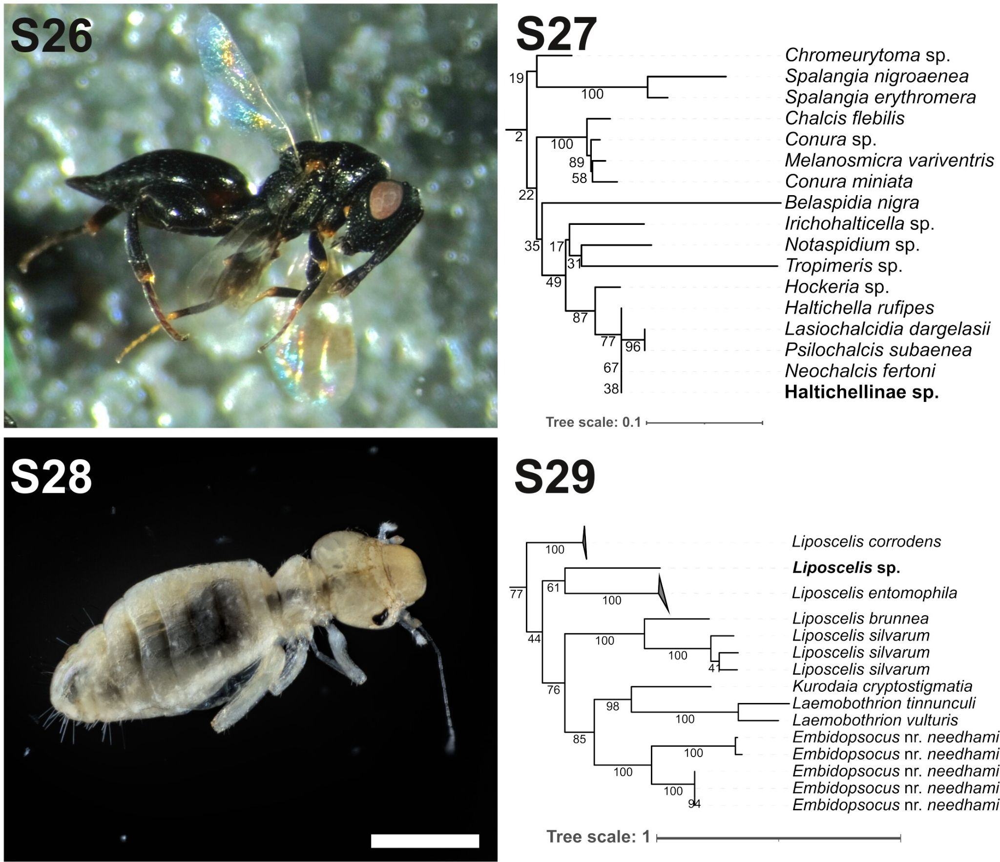 S26
S27
Chromeurytoma sp.
19
Spalangia nigroaenea
100
Spalangia erythromera
Chalcis flebilis
2
Conura sp.
100
Melanosmicra variventris
89
58
Conura miniata
22
Belaspidia nigra
Irichohalticella sp.
35
17
Notaspidium sp.
31
Tropimeris sp.
49
Hockeria sp.
Haltichella rufipes
87
Lasiochalcidia dargelasii
77
96
Psilochalcis subaenea
67
Neochalcis fertoni
38
Haltichellinae sp.
Tree scale: 0.1
S28
S29
Liposcelis corrodens
100
Liposcelis sp.
61
77
Liposcelis entomophila
100
Liposcelis brunnea
44
100
Liposcelis silvarum
Liposcelis silvarum
100
41
Liposcelis silvarum
76
Kurodaia cryptostigmatia
98
Laemobothrion tinnunculi
100
Laemobothrion vulturis
85
Embidopsocus nr. needhami
100
Embidopsocus nr. needhami
100
Embidopsocus nr. needhami
100
Embidopsocus nr. needhami
94
Embidopsocus nr. needhami
Tree scale: 1